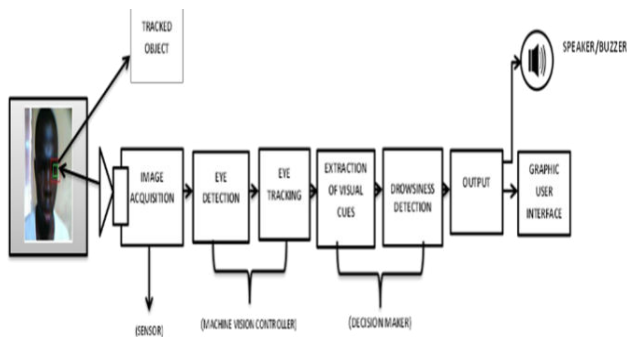 TRACKED
OBJECT
SPEAKER/BUZZER
IMAGE
ACQUISITION
EYE
DETECTION
EYE
TRACKING
EXTRACTION
OF VISUAL
CUES
DROWSINESS
DETECTION
OUTPUT
GRAPHIC
USER
INTERFACE
(SENSOR)
(MACHINE VISION CONTROLLER)
(DECISION MAKER)